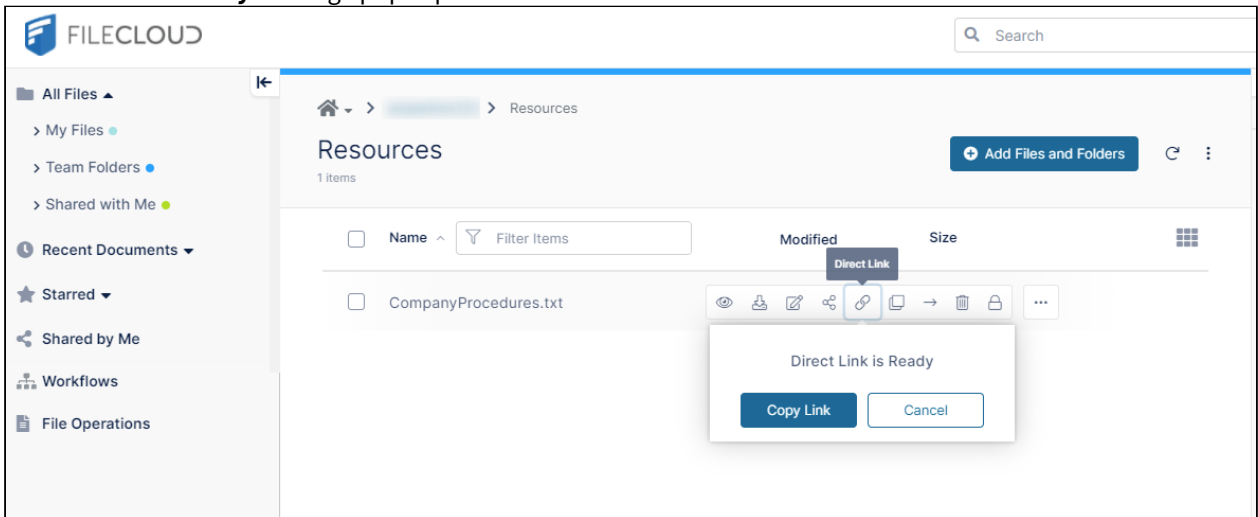 FILECLOUD
Search
All Files
My Files
Team Folders
Shared with Me
Recent Documents
Starred
Shared by Me
Workflows
File Operations
Resources
Resources
1 items
Add Files and Folders
Name
Filter Items
Modified
Size
Direct Link
CompanyProcedures.txt
Direct Link is Ready
Copy Link
Cancel